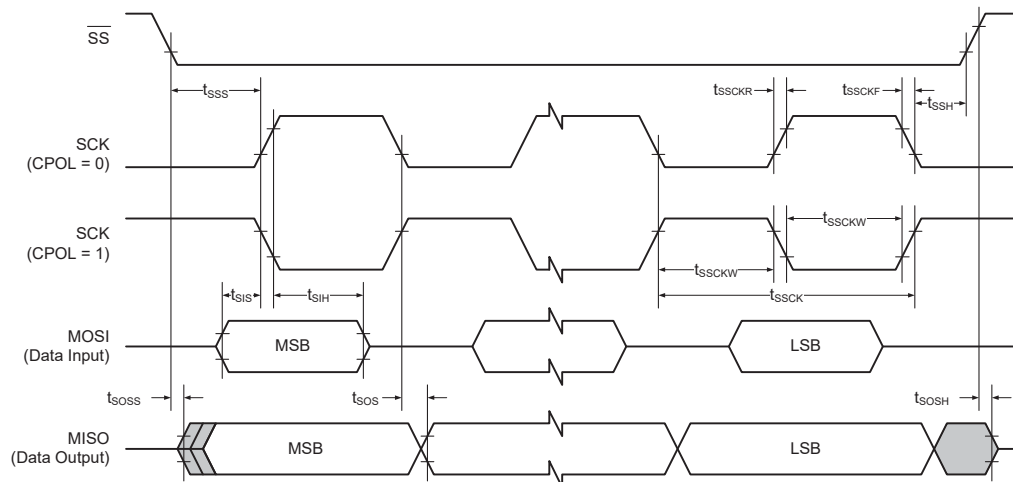 SS
tSSS
tSSCKR
tSSCKF
tSSH
SCK
(CPOL = 0)
SCK
(CPOL = 1)
tSSCKW
tSSCKW
tSIS
tSIH
tSSCK
MOSI
(Data Input)
MSB
LSB
tSOSS
tSOS
tSOSH
MISO
(Data Output)
MSB
LSB